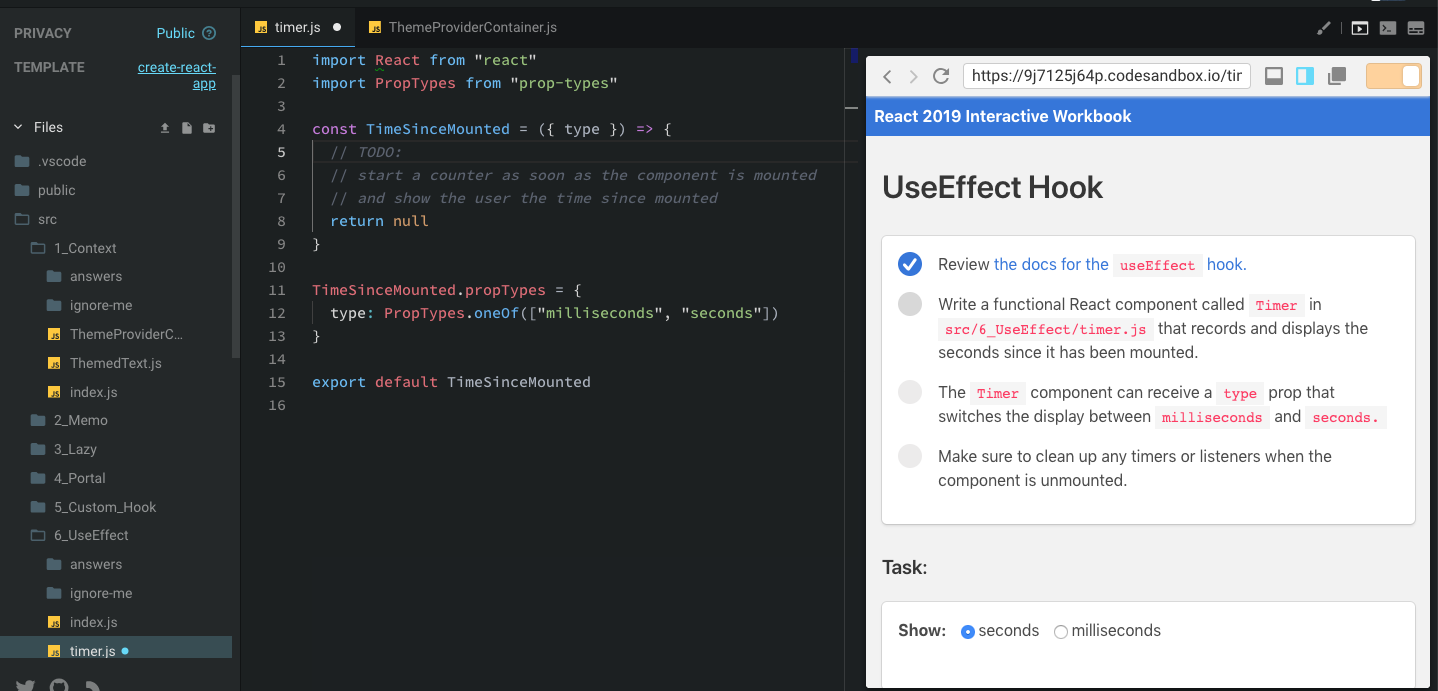 PRIVACY
Public
TEMPLATE
create-react-
app
Files
.vscode
public
src
1_Context
answers
ignore-me
ThemeProviderC...
ThemedText.js
index.js
2_Memo
3_Lazy
4_Portal
5_Custom_Hook
6_UseEffect
answers
ignore-me
index.js
timer.js
timer.js
ThemeProviderContainer.js
1 import React from "react"
2 import PropTypes from "prop-types"
3
4 const TimeSinceMounted = ({ type }) => {
5 // TODO:
6 // start a counter as soon as the component is mounted
7 // and show the user the time since mounted
8 return null
9 }
10
11 TimeSinceMounted.propTypes = {
12 type: PropTypes.oneOf(["milliseconds", "seconds"])
13 }
14
15 export default TimeSinceMounted
16
https://9j7125j64p.codesandbox.io/tir
React 2019 Interactive Workbook
UseEffect Hook
Review the docs for the useEffect hook.
Write a functional React component called Timer in
src/6_UseEffect/timer.js that records and displays the
seconds since it has been mounted.
The Timer component can receive a type prop that
switches the display between milliseconds and seconds.
Make sure to clean up any timers or listeners when the
component is unmounted.
Task:
Show: seconds milliseconds